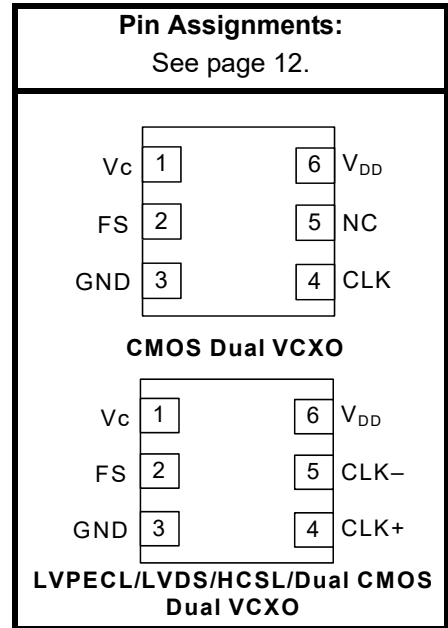 Pin Assignments:
See page 12.
Vc 1 6 VDD
FS 2 5 NC
GND 3 4 CLK
CMOS Dual VCXO
Vc 1 6 VDD
FS 2 5 CLK–
GND 3 4 CLK+
LVPECL/LVDS/HCSL/Dual CMOS
Dual VCXO